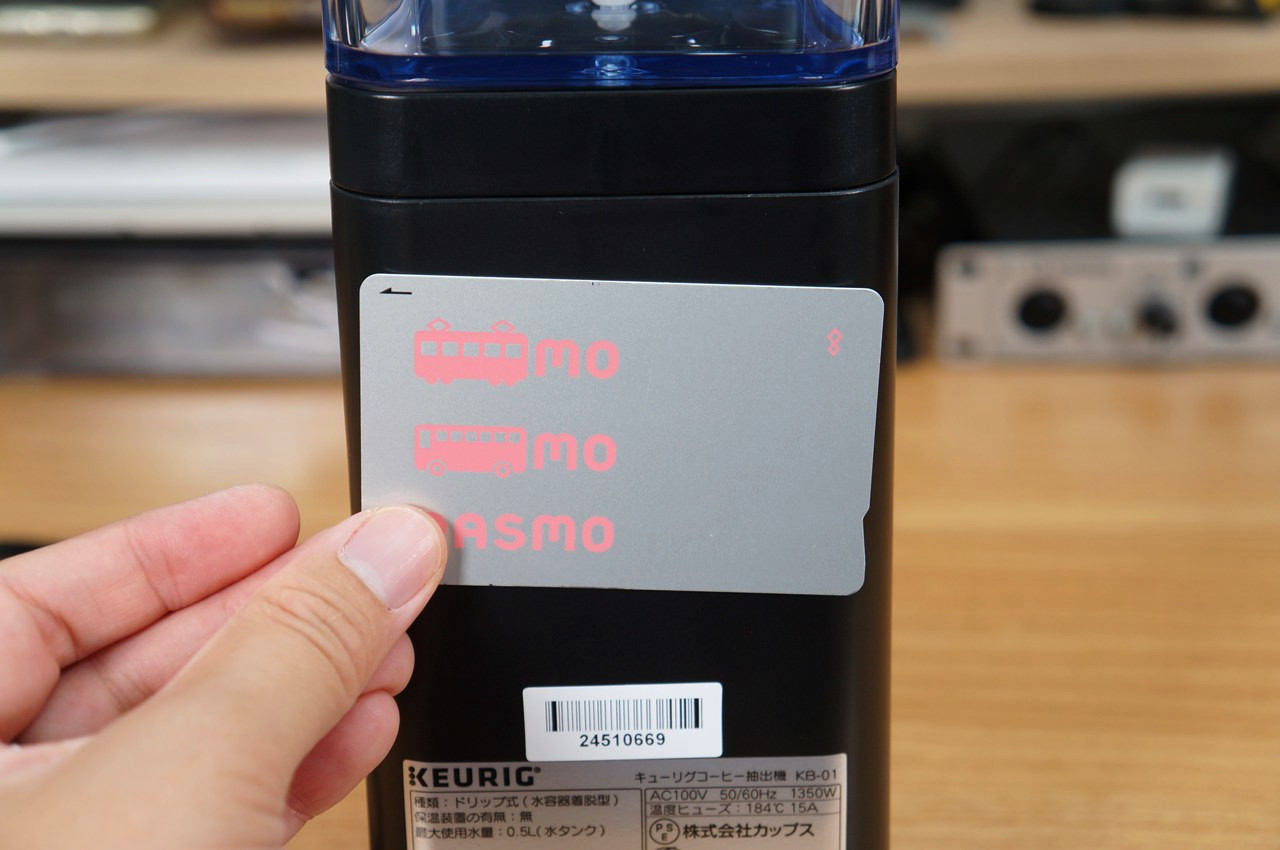 mo
mo
ASMO
24510669
KEURIG
キューリグコーヒー抽出機 KB-01
種類：ドリップ式（水容器着脱型）
保温装置の有無：無
最大使用水量：0.5L（水タンク）
AC100V 50/60Hz 1350W
温度ヒューズ：184℃ 15A
PSE 株式会社カップス